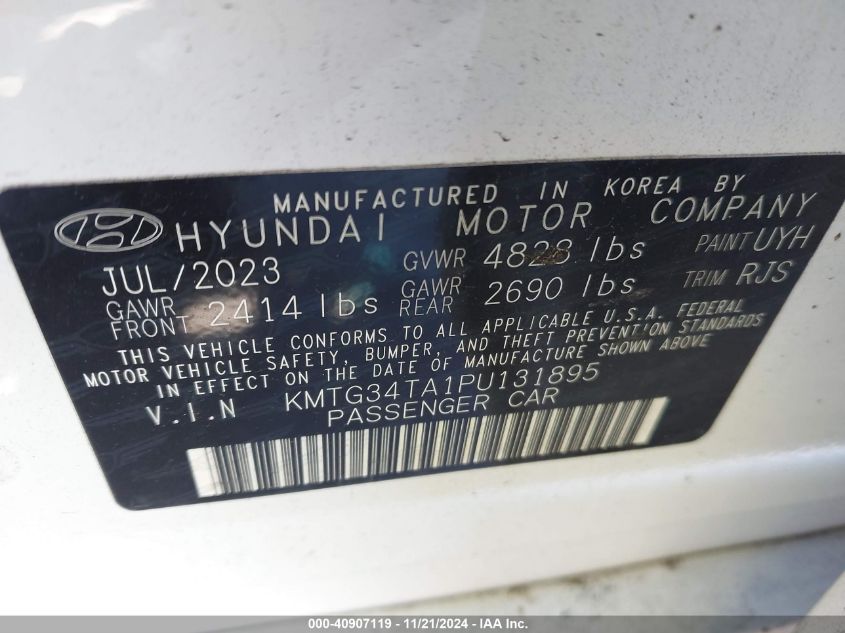 MANUFACTURED IN KOREA BY
HYUNDAI MOTOR COMPANY
JUL/2023 GVWR 4828 lbs PAINT UYH
GAWR FRONT 2414 lbs GAWR REAR 2690 lbs TRIM RJS
THIS VEHICLE CONFORMS TO ALL APPLICABLE U.S.A. FEDERAL
MOTOR VEHICLE SAFETY, BUMPER, AND THEFT PREVENTION STANDARDS
IN EFFECT ON THE DATE OF MANUFACTURE SHOWN ABOVE
V.I.N KMTG34TA1PU131895
PASSENGER CAR
000-40907119 - 11/21/2024 - IAA Inc.